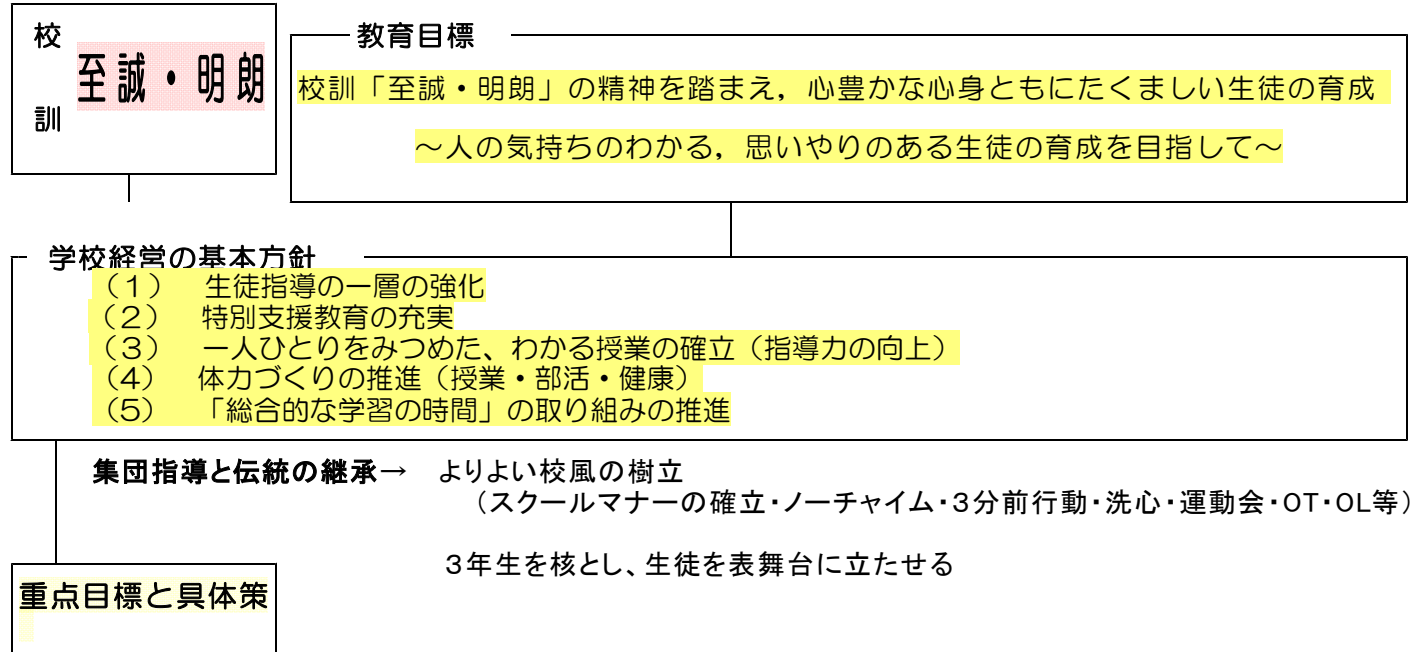 校訓
至誠・明朗
教育目標
校訓「至誠・明朗」の精神を踏まえ，心豊かな心身ともにたくましい生徒の育成
～人の気持ちのわかる，思いやりのある生徒の育成を目指して～
学校経営の基本方針
（１） 生徒指導の一層の強化
（２） 特別支援教育の充実
（３） 一人ひとりをみつめた、わかる授業の確立（指導力の向上）
（４） 体力づくりの推進（授業・部活・健康）
（５） 「総合的な学習の時間」の取り組みの推進
集団指導と伝統の継承→ よりよい校風の樹立
（スクールマナーの確立・ノーチャイム・３分前行動・洗心・運動会・OT・OL等）
３年生を核とし、生徒を表舞台に立たせる
重点目標と具体策